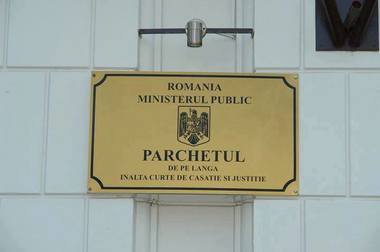 ROMANIA
MINISTERUL PUBLIC
PARCHETUL
DE PE LANGA
INALTA CURTE DE CASATIE SI JUSTITIE